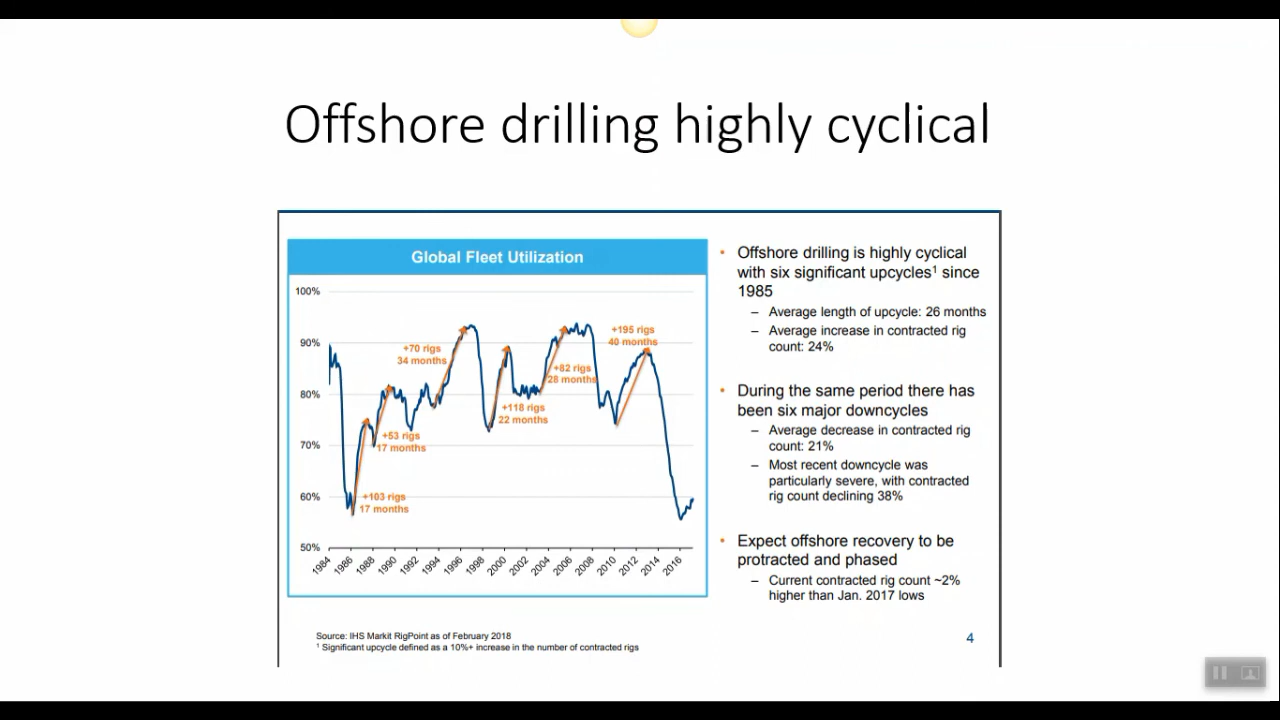 Offshore drilling highly cyclical
Global Fleet Utilization
100%
90%
80%
70%
60%
50%
+103 rigs
17 months
+53 rigs
17 months
+70 rigs
34 months
+118 rigs
22 months
+82 rigs
28 months
+195 rigs
40 months
1984
1986
1988
1990
1992
1994
1996
1998
2000
2002
2004
2006
2008
2010
2012
2014
2016
• Offshore drilling is highly cyclical
with six significant upcycles¹ since
1985
– Average length of upcycle: 26 months
– Average increase in contracted rig
count: 24%
• During the same period there has
been six major downcycles
– Average decrease in contracted rig
count: 21%
– Most recent downcycle was
particularly severe, with contracted
rig count declining 38%
• Expect offshore recovery to be
protracted and phased
– Current contracted rig count ~2%
higher than Jan. 2017 lows
Source: IHS Markit RigPoint as of February 2018
¹ Significant upcycle defined as a 10%+ increase in the number of contracted rigs
4